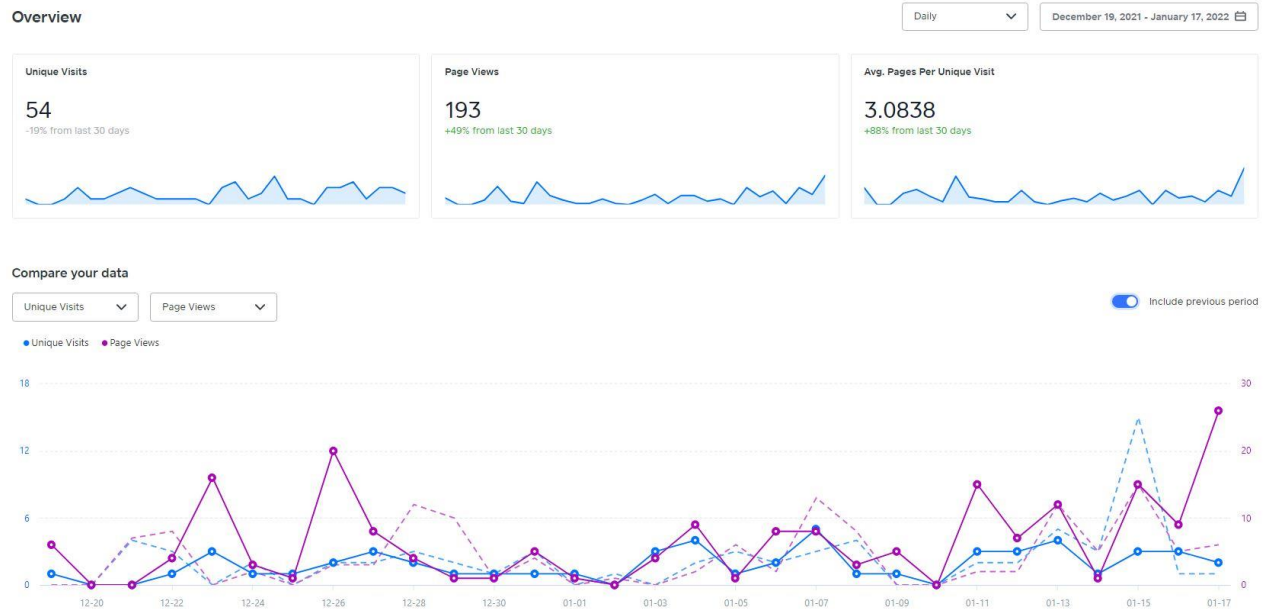 Overview
Daily
December 19, 2021 - January 17, 2022
Unique Visits
54
-19% from last 30 days
Page Views
193
+49% from last 30 days
Avg. Pages Per Unique Visit
3.0838
+88% from last 30 days
Compare your data
Unique Visits
Page Views
Include previous period
Unique Visits
Page Views
18
30
12
20
6
10
0
0
12-20
12-22
12-24
12-26
12-28
12-30
01-01
01-03
01-05
01-07
01-09
01-11
01-13
01-15
01-17